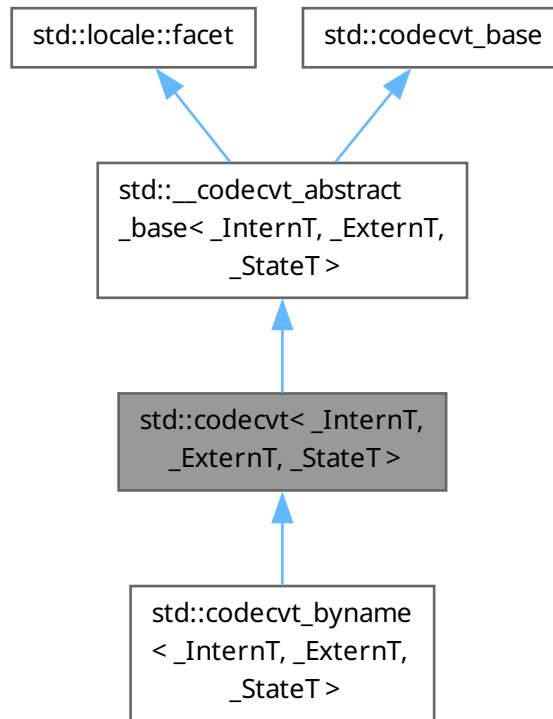 std::locale::facet
std::codecvt_base
std::__codecvt_abstract
_base< _InternT, _ExternT,
_StateT >
std::codecvt< _InternT,
_ExternT, _StateT >
std::codecvt_byname
< _InternT, _ExternT,
_StateT >